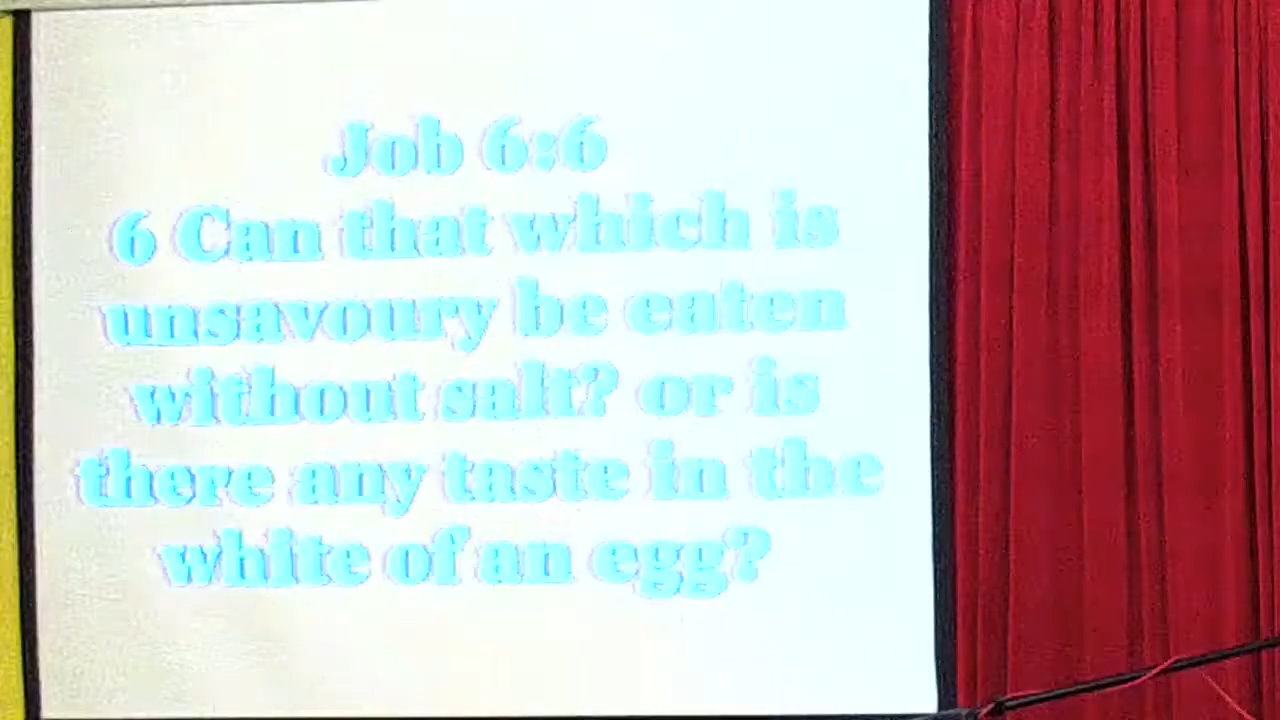 Job 6:6
6 Can that which is
unsavoury be eaten
without salt? or is
there any taste in the
white of an egg?